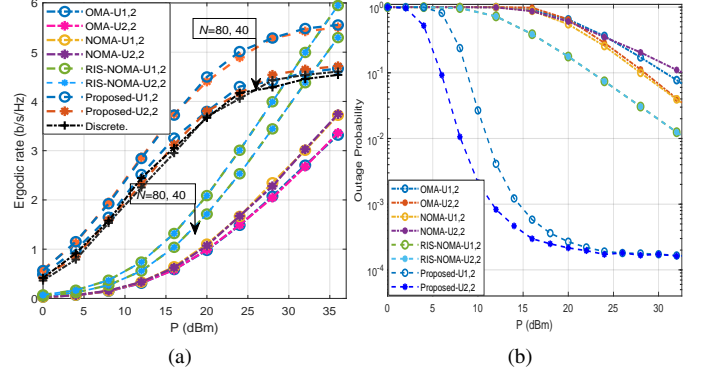 6
5
4
3
2
1
0
Ergodic rate (b/s/Hz)
OMA-U1,2
OMA-U2,2
NOMA-U1,2
NOMA-U2,2
RIS-NOMA-U1,2
RIS-NOMA-U2,2
Proposed-U1,2
Proposed-U2,2
Discrete.
N=80, 40
N=80, 40
0 5 10 15 20 25 30 35
P (dBm)
(a)
10^0
10^-1
10^-2
10^-3
10^-4
Outage Probability
OMA-U1,2
OMA-U2,2
NOMA-U1,2
NOMA-U2,2
RIS-NOMA-U1,2
RIS-NOMA-U2,2
Proposed-U1,2
Proposed-U2,2
0 5 10 15 20 25 30
P (dBm)
(b)